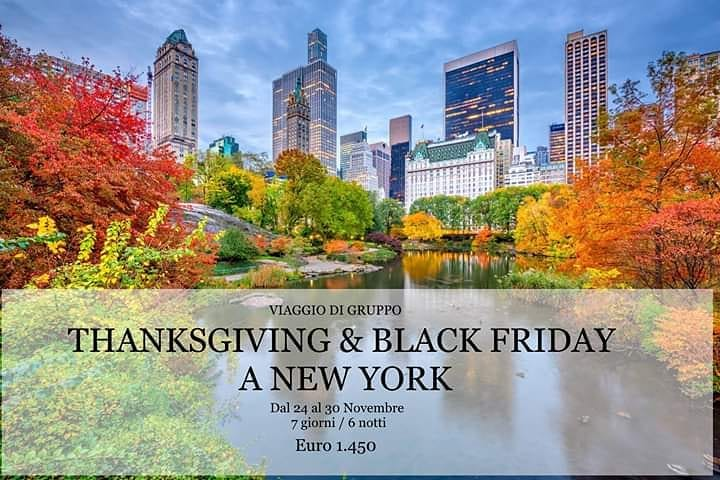 VIAGGIO DI GRUPPO
THANKSGIVING & BLACK FRIDAY
A NEW YORK
Dal 24 al 30 Novembre
7 giorni / 6 notti
Euro 1.450